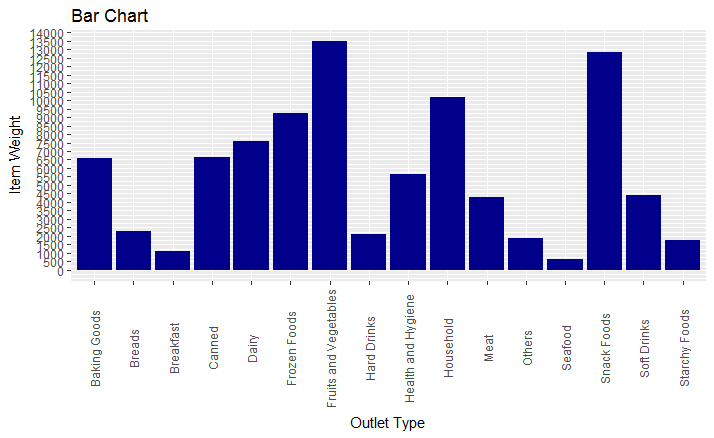 Bar Chart
Item Weight
14000
13500
13000
12500
12000
11500
11000
10500
10000
9500
9000
8500
8000
7500
7000
6500
6000
5500
5000
4500
4000
3500
3000
2500
2000
1500
1000
500
0
Baking Goods
Breads
Breakfast
Canned
Dairy
Frozen Foods
Fruits and Vegetables
Hard Drinks
Health and Hygiene
Household
Meat
Others
Seafood
Snack Foods
Soft Drinks
Starchy Foods
Outlet Type